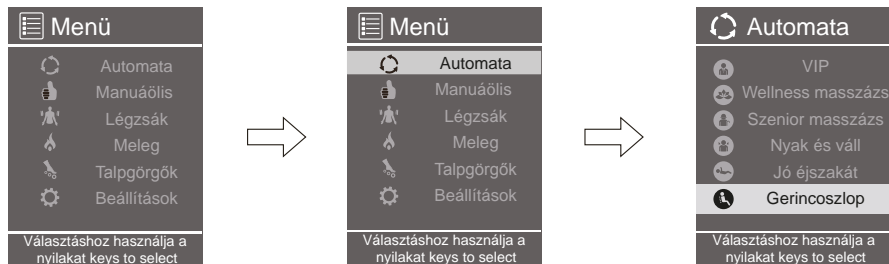 Menü
Automata
Manuáólis
Légzsák
Meleg
Talpgörgők
Beállítások
Választáshoz használja a
nyilakat keys to select
Menü
Automata
Manuáólis
Légzsák
Meleg
Talpgörgők
Beállítások
Választáshoz használja a
nyilakat keys to select
Automata
VIP
Wellness masszázs
Szenior masszázs
Nyak és váll
Jó éjszakát
Gerincoszlop
Választáshoz használja a
nyilakat keys to select